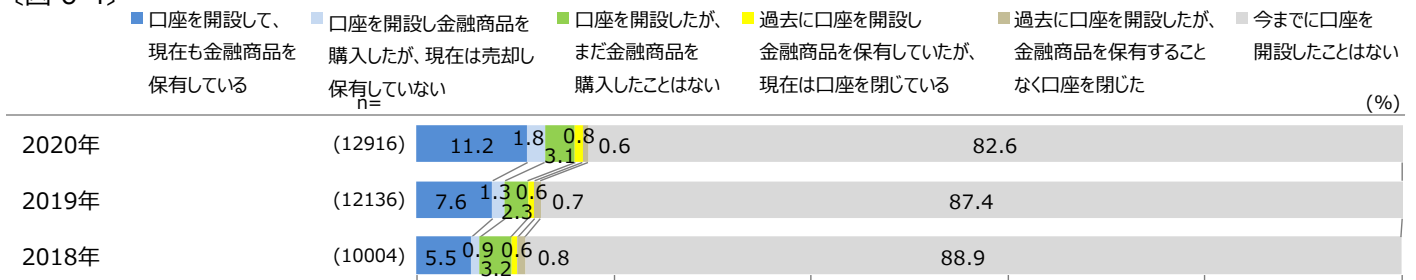 〔図 6-4〕
口座を開設して、
現在も金融商品を
保有している
口座を開設し金融商品を
購入したが、現在は売却し
保有していない
口座を開設したが、
まだ金融商品を
購入したことはない
過去に口座を開設し
金融商品を保有していたが、
現在は口座を閉じている
過去に口座を開設したが、
金融商品を保有すること
なく口座を閉じた
今までに口座を
開設したことはない
n=
(%)
2020年 (12916) 11.2 1.8 3.1 0.8 0.6 82.6
2019年 (12136) 7.6 1.3 2.3 0.6 0.7 87.4
2018年 (10004) 5.5 0.9 3.2 0.6 0.8 88.9